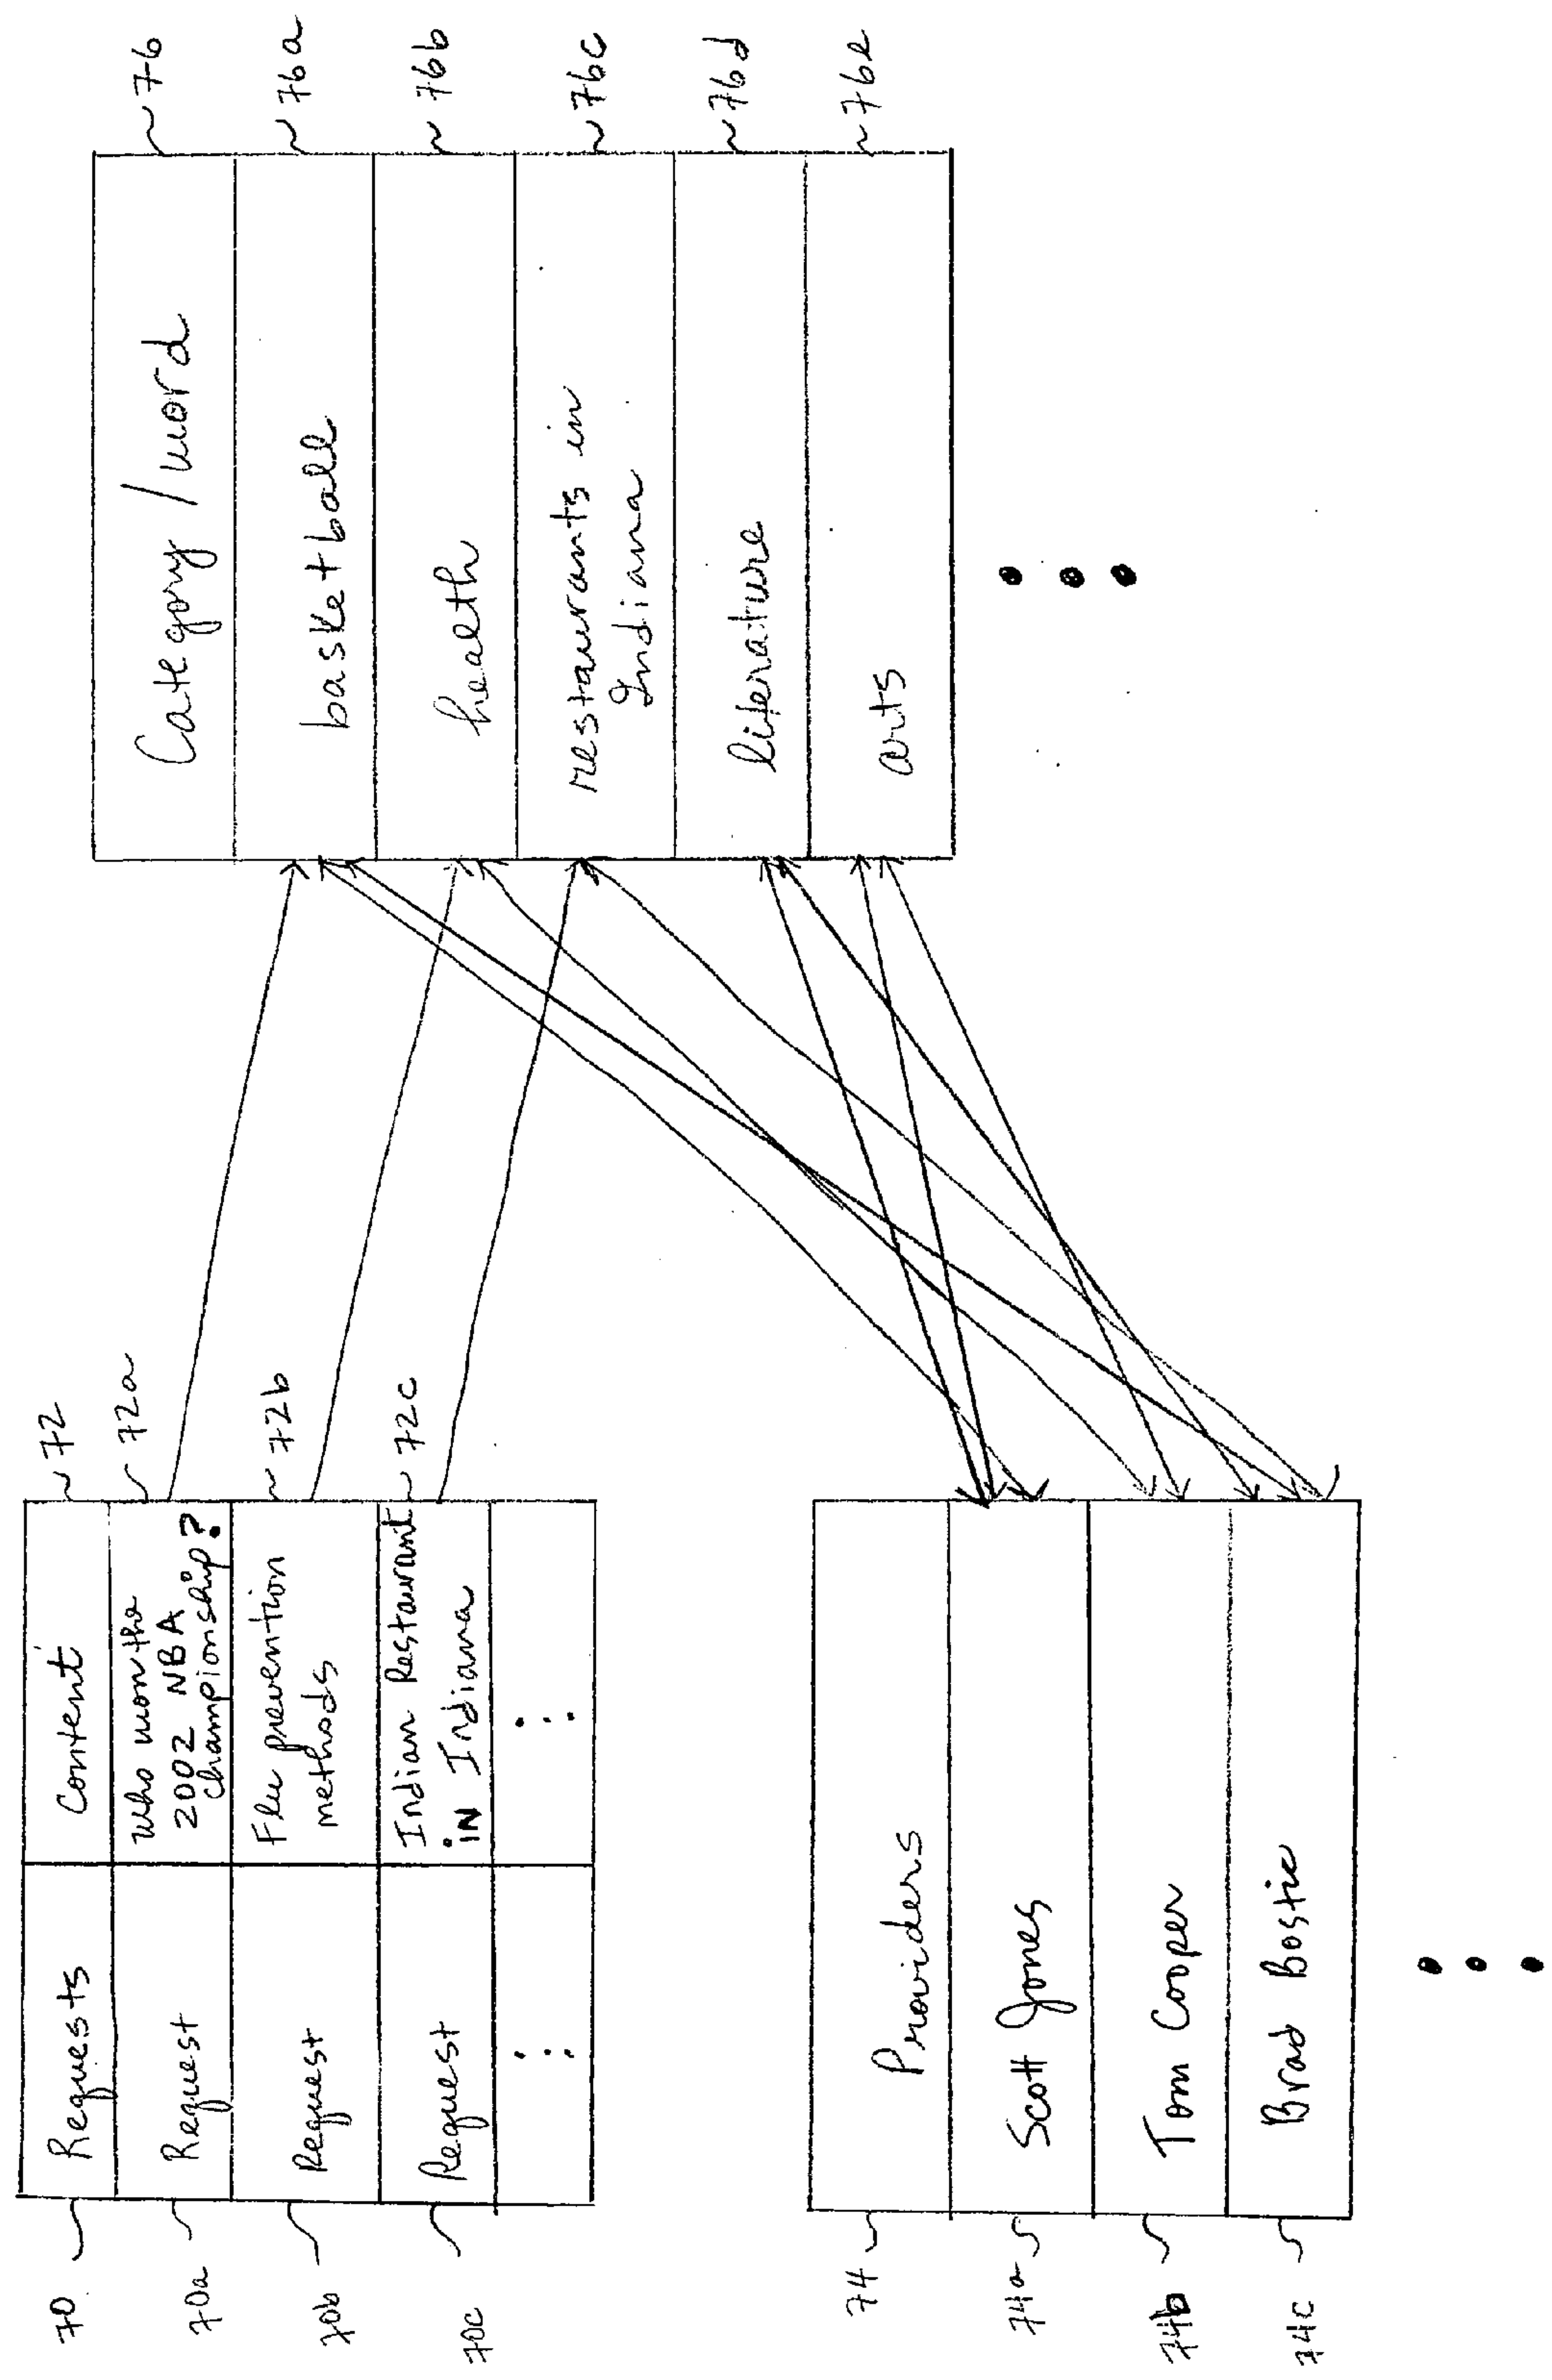 70
Requests
Content
72
70a
Request
Who won the
2002 NBA
championship?
72a
70b
Request
Flu prevention
methods
72b
70c
Request
Indian Restaurant
in Indiana
72c
74
Providers
74a
Scott Jones
74b
Tom Cooper
74c
Brad Bostic
Category/word
76
basketball
76a
health
76b
restaurants in
Indiana
76c
literature
76d
arts
76e